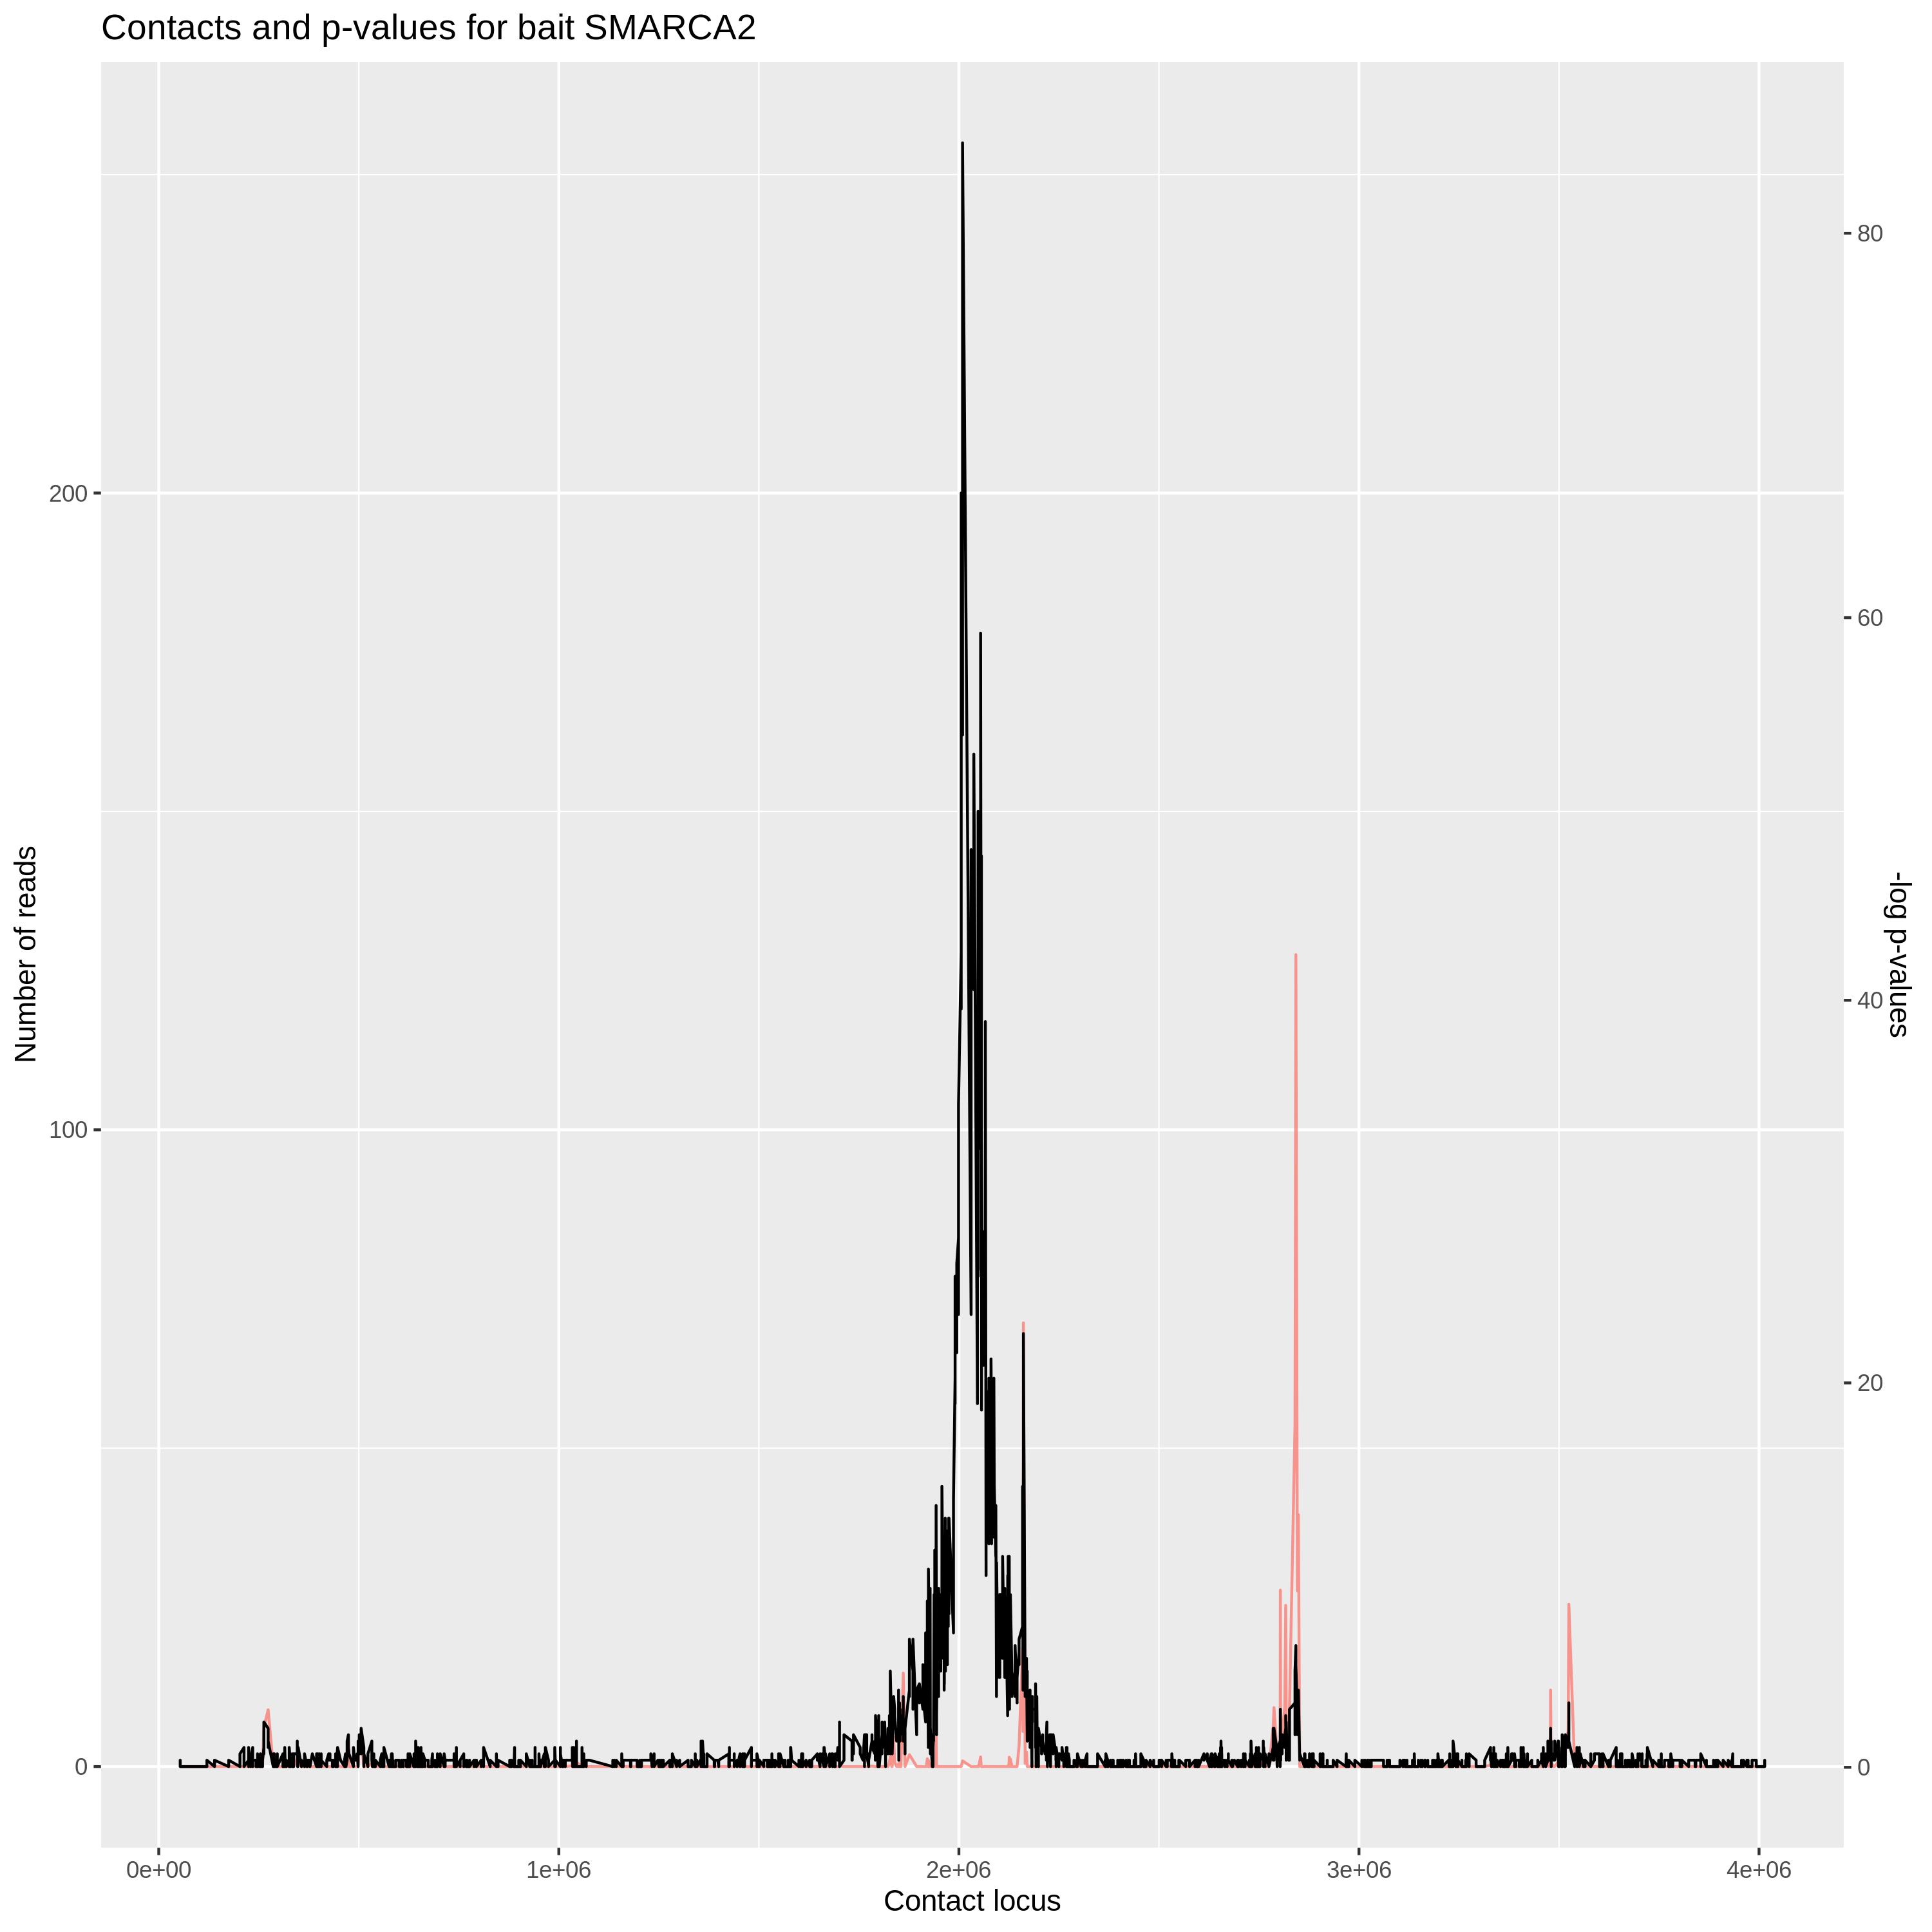 Contacts and p-values for bait SMARCA2
80
60
200
40
100
20
0
0
Number of reads
-log p-values
0e+00 1e+06 2e+06 3e+06 4e+06
Contact locus